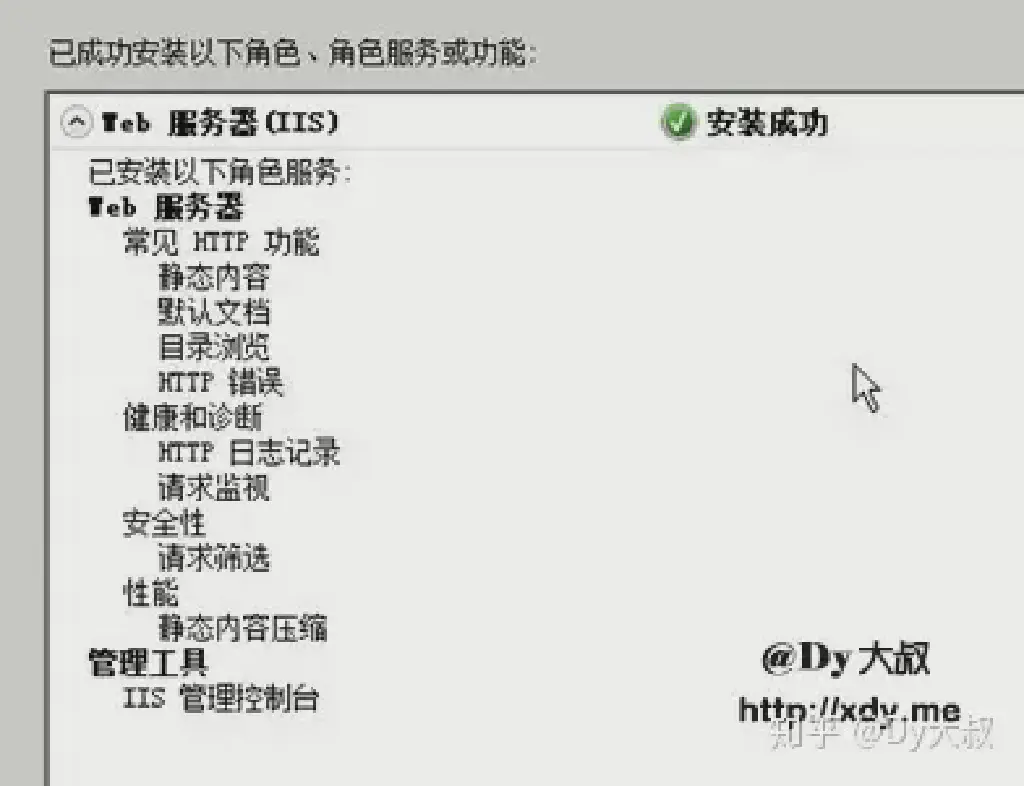 已成功安装以下角色、角色服务或功能:
Web 服务器(IIS) 安装成功
已安装以下角色服务:
Web 服务器
常见 HTTP 功能
静态内容
默认文档
目录浏览
HTTP 错误
健康和诊断
HTTP 日志记录
请求监视
安全性
请求筛选
性能
静态内容压缩
管理工具
IIS 管理控制台
@Dy大叔
http://xdy.me
知乎 @Dy大叔